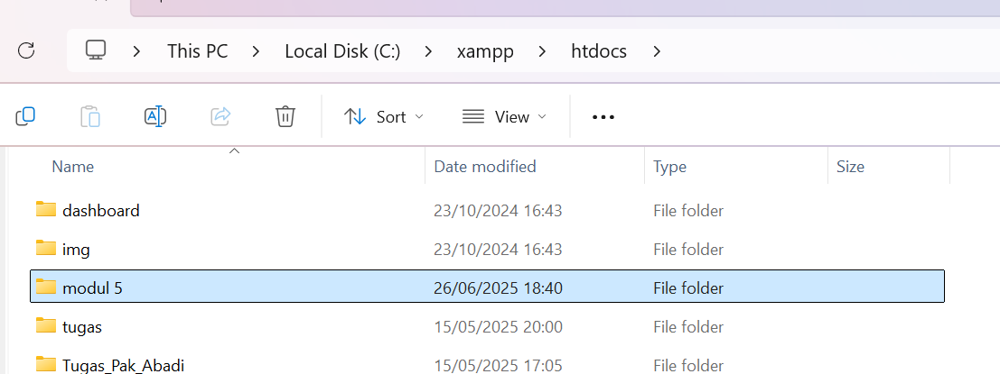 This PC > Local Disk (C:) > xampp > htdocs >
Sort View
Name Date modified Type Size
dashboard 23/10/2024 16:43 File folder
img 23/10/2024 16:43 File folder
modul 5 26/06/2025 18:40 File folder
tugas 15/05/2025 20:00 File folder
Tugas_Pak_Abadi 15/05/2025 17:05 File folder